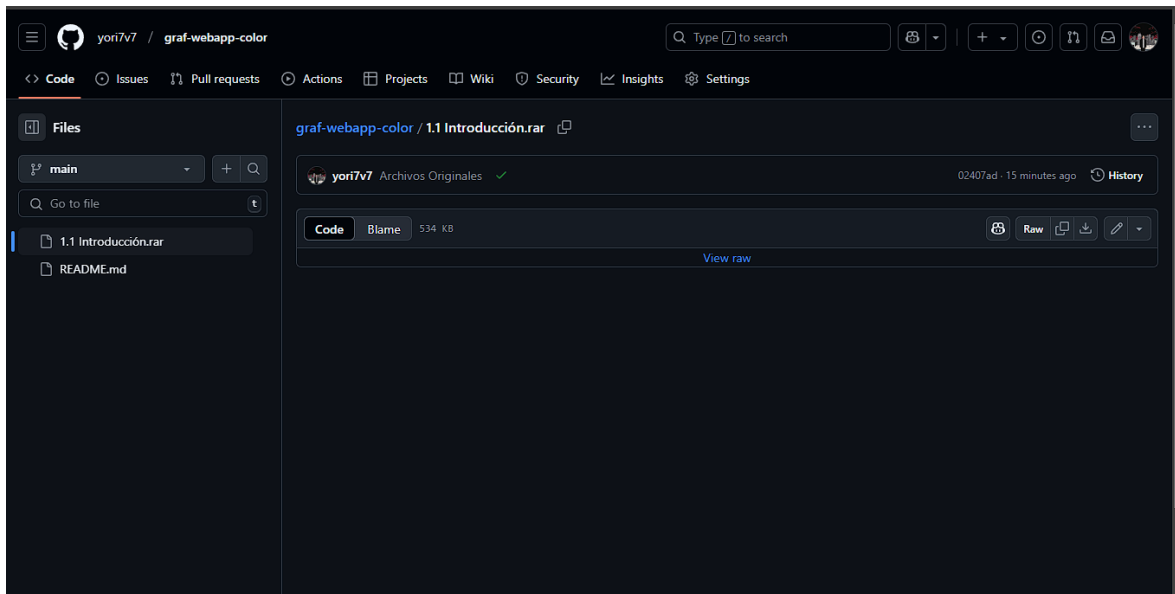 yori7v7 / graf-webapp-color
Type / to search
Code Issues Pull requests Actions Projects Wiki Security Insights Settings
Files
main
Go to file t
1.1 Introducción.rar
README.md
graf-webapp-color / 1.1 Introducción.rar
yori7v7 Archivos Originales 02407ad · 15 minutes ago History
Code Blame 534 KB Raw
View raw